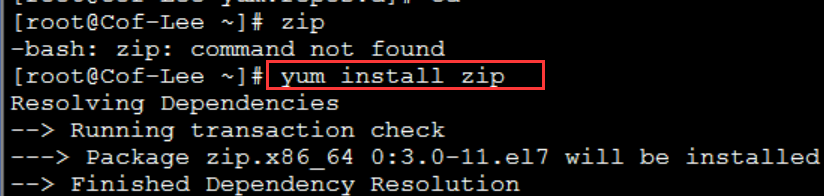 [root@Cof-Lee ~]# zip
-bash: zip: command not found
[root@Cof-Lee ~]# yum install zip
Resolving Dependencies
--> Running transaction check
---> Package zip.x86_64 0:3.0-11.el7 will be installed
--> Finished Dependency Resolution